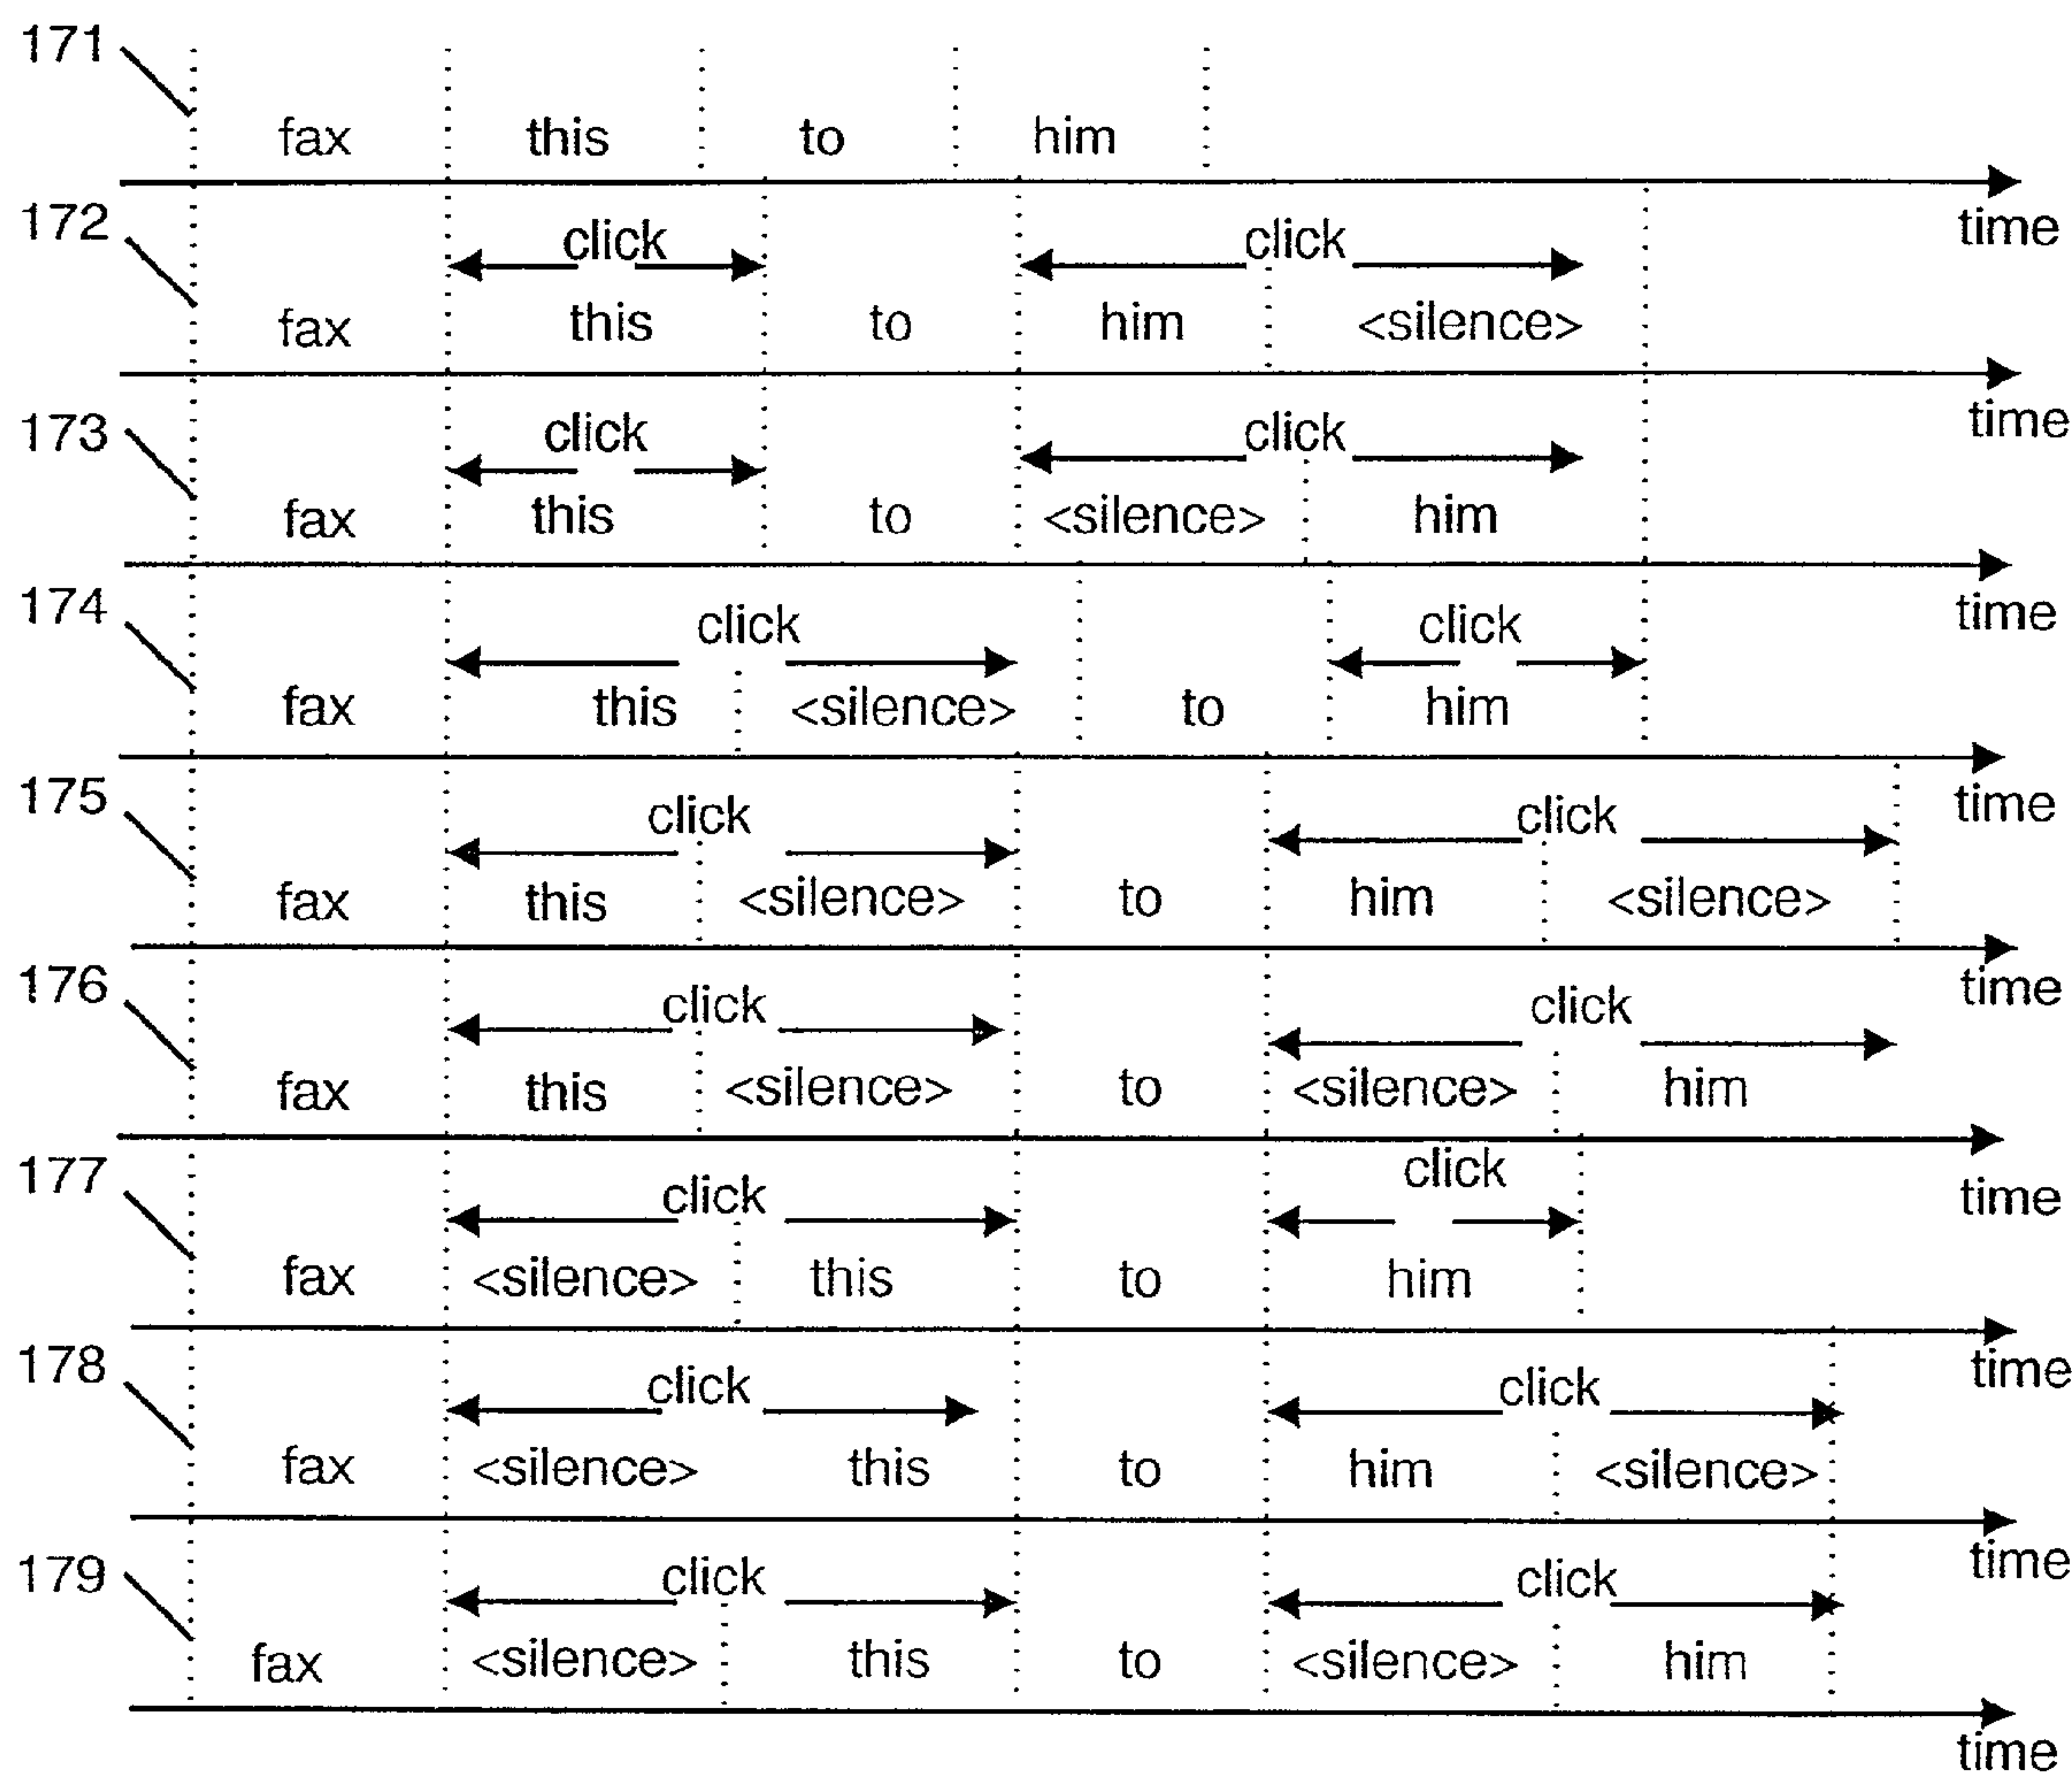 171
fax this to him
time
172
click click
fax this to him <silence>
time
173
click click
fax this to <silence> him
time
174
click click
fax this <silence> to him
time
175
click click
fax this <silence> to him <silence>
time
176
click click
fax this <silence> to <silence> him
time
177
click click
fax <silence> this to him
time
178
click click
fax <silence> this to him <silence>
time
179
click click
fax <silence> this to <silence> him
time